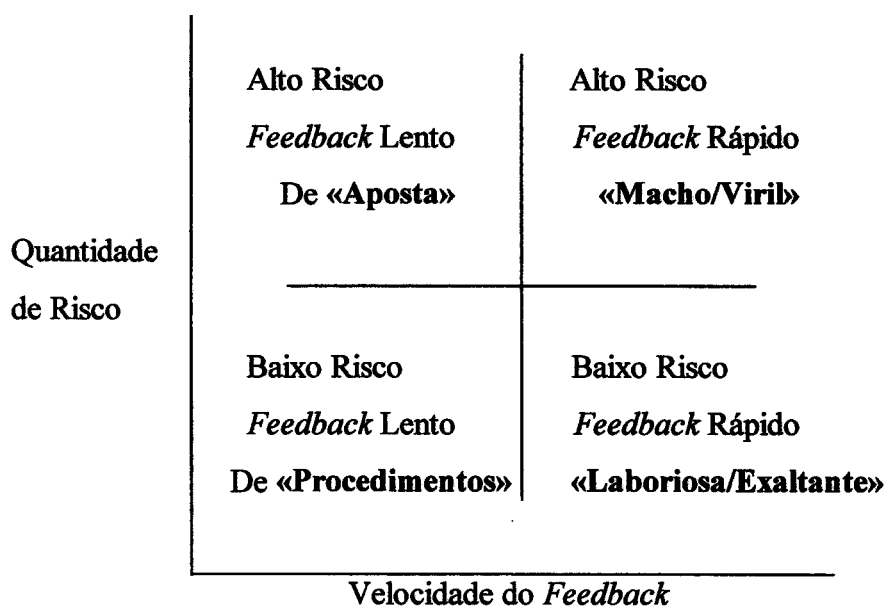 Alto Risco
Feedback Lento
De «Aposta»
Alto Risco
Feedback Rápido
«Macho/Viril»
Quantidade
de Risco
Baixo Risco
Feedback Lento
De «Procedimentos»
Baixo Risco
Feedback Rápido
«Laboriosa/Exaltante»
Velocidade do Feedback